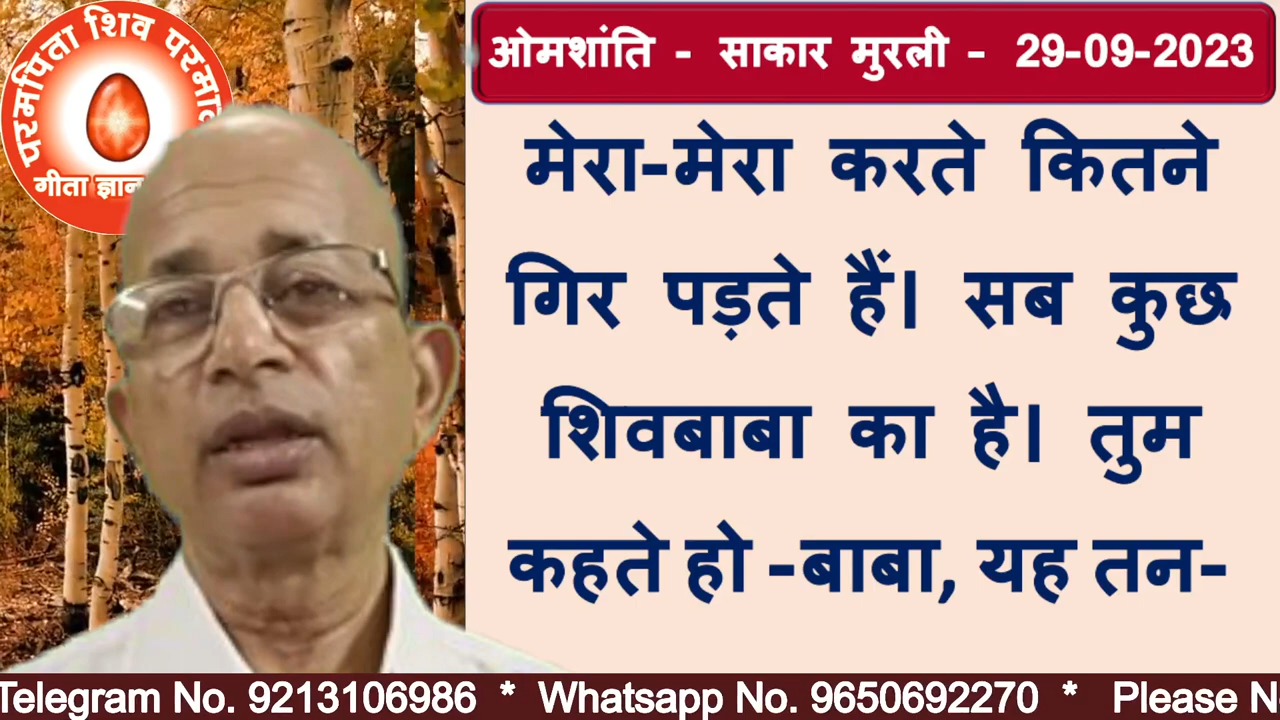 परमपिता शिव परमा
गीता ज्ञान
ओमशांति - साकार मुरली - 29-09-2023
मेरा-मेरा करते कितने
गिर पड़ते हैं। सब कुछ
शिवबाबा का है। तुम
कहते हो -बाबा, यह तन-
Telegram No. 9213106986 * Whatsapp No. 9650692270 * Please N